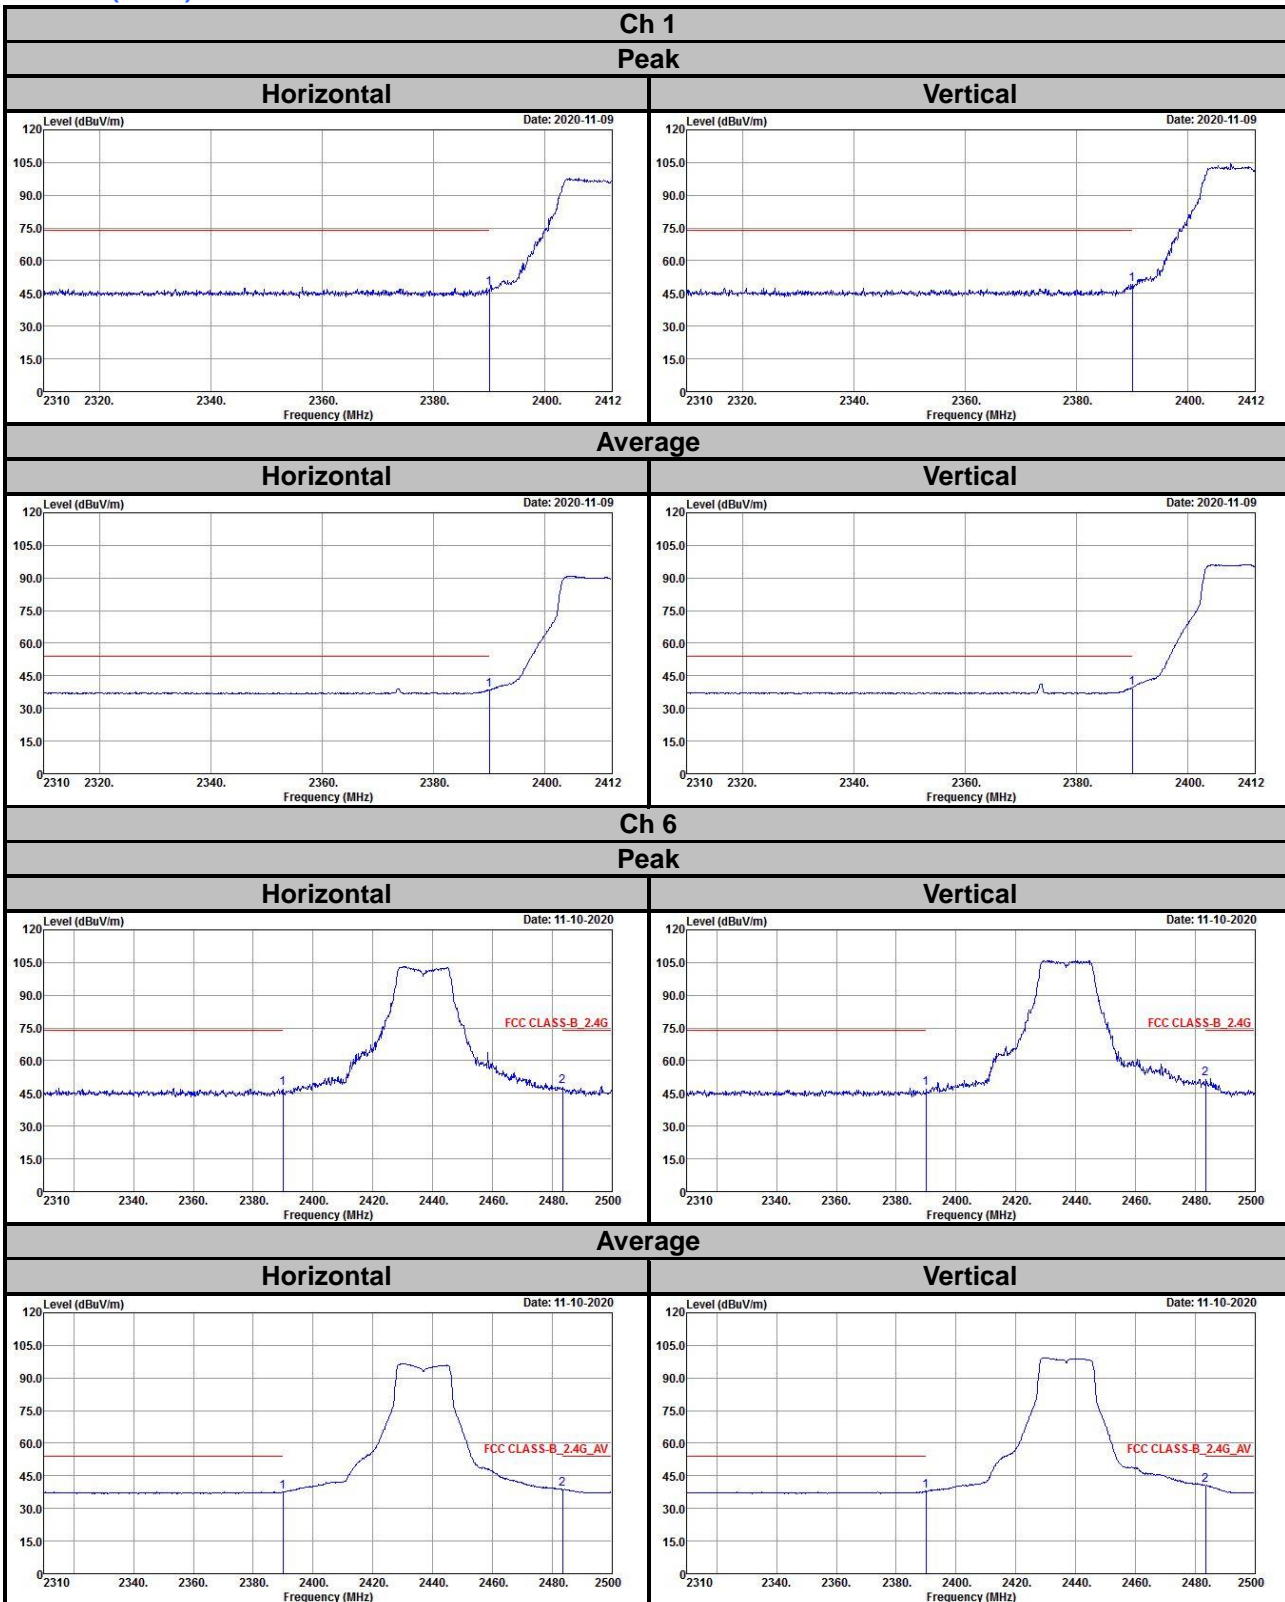 Ch 1
Peak
Horizontal Vertical
Level (dBuV/m) Date: 2020-11-09 Level (dBuV/m) Date: 2020-11-09
120 120
105.0 105.0
90.0 90.0
75.0 75.0
60.0 60.0
1 1
45.0 45.0
30.0 30.0
15.0 15.0
0 0
2310 2320. 2340. 2360. 2380. 2400. 2412 2310 2320. 2340. 2360. 2380. 2400. 2412
Frequency (MHz) Frequency (MHz)
Average
Horizontal Vertical
Level (dBuV/m) Date: 2020-11-09 Level (dBuV/m) Date: 2020-11-09
120 120
105.0 105.0
90.0 90.0
75.0 75.0
60.0 60.0
45.0 45.0
1 1
30.0 30.0
15.0 15.0
0 0
2310 2320. 2340. 2360. 2380. 2400. 2412 2310 2320. 2340. 2360. 2380. 2400. 2412
Frequency (MHz) Frequency (MHz)
Ch 6
Peak
Horizontal Vertical
Level (dBuV/m) Date: 11-10-2020 Level (dBuV/m) Date: 11-10-2020
120 120
105.0 105.0
90.0 90.0
75.0 FCC CLASS-B_2.4G 75.0 FCC CLASS-B_2.4G
60.0 60.0
1 2 1 2
45.0 45.0
30.0 30.0
15.0 15.0
0 0
2310 2340. 2360. 2380. 2400. 2420. 2440. 2460. 2480. 2500 2310 2340. 2360. 2380. 2400. 2420. 2440. 2460. 2480. 2500
Frequency (MHz) Frequency (MHz)
Average
Horizontal Vertical
Level (dBuV/m) Date: 11-10-2020 Level (dBuV/m) Date: 11-10-2020
120 120
105.0 105.0
90.0 90.0
75.0 75.0
60.0 60.0
FCC CLASS-B_2.4G_AV FCC CLASS-B_2.4G_AV
45.0 45.0
1 2 1 2
30.0 30.0
15.0 15.0
0 0
2310 2340. 2360. 2380. 2400. 2420. 2440. 2460. 2480. 2500 2310 2340. 2360. 2380. 2400. 2420. 2440. 2460. 2480. 2500
Frequency (MHz) Frequency (MHz)